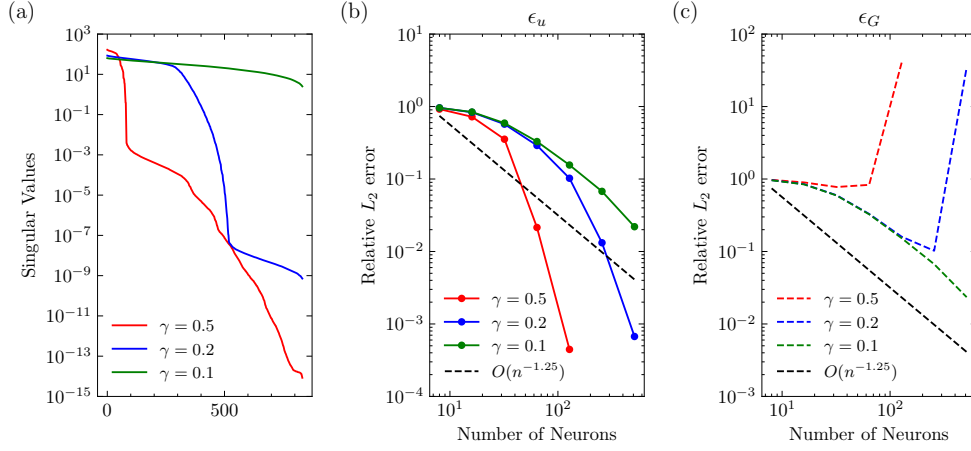 (a)
10^3
10^1
10^{-1}
10^{-3}
10^{-5}
10^{-7}
10^{-9}
10^{-11}
10^{-13}
10^{-15}
Singular Values
γ = 0.5
γ = 0.2
γ = 0.1
0
500
(b)
ϵ_u
10^1
10^0
10^{-1}
10^{-2}
10^{-3}
10^{-4}
Relative L_2 error
γ = 0.5
γ = 0.2
γ = 0.1
O(n^{-1.25})
10^1
10^2
Number of Neurons
(c)
ϵ_G
10^2
10^1
10^0
10^{-1}
10^{-2}
10^{-3}
Relative L_2 error
γ = 0.5
γ = 0.2
γ = 0.1
O(n^{-1.25})
10^1
10^2
Number of Neurons